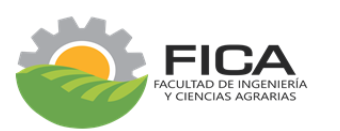 FICA
FACULTAD DE INGENIERÍA
Y CIENCIAS AGRARIAS